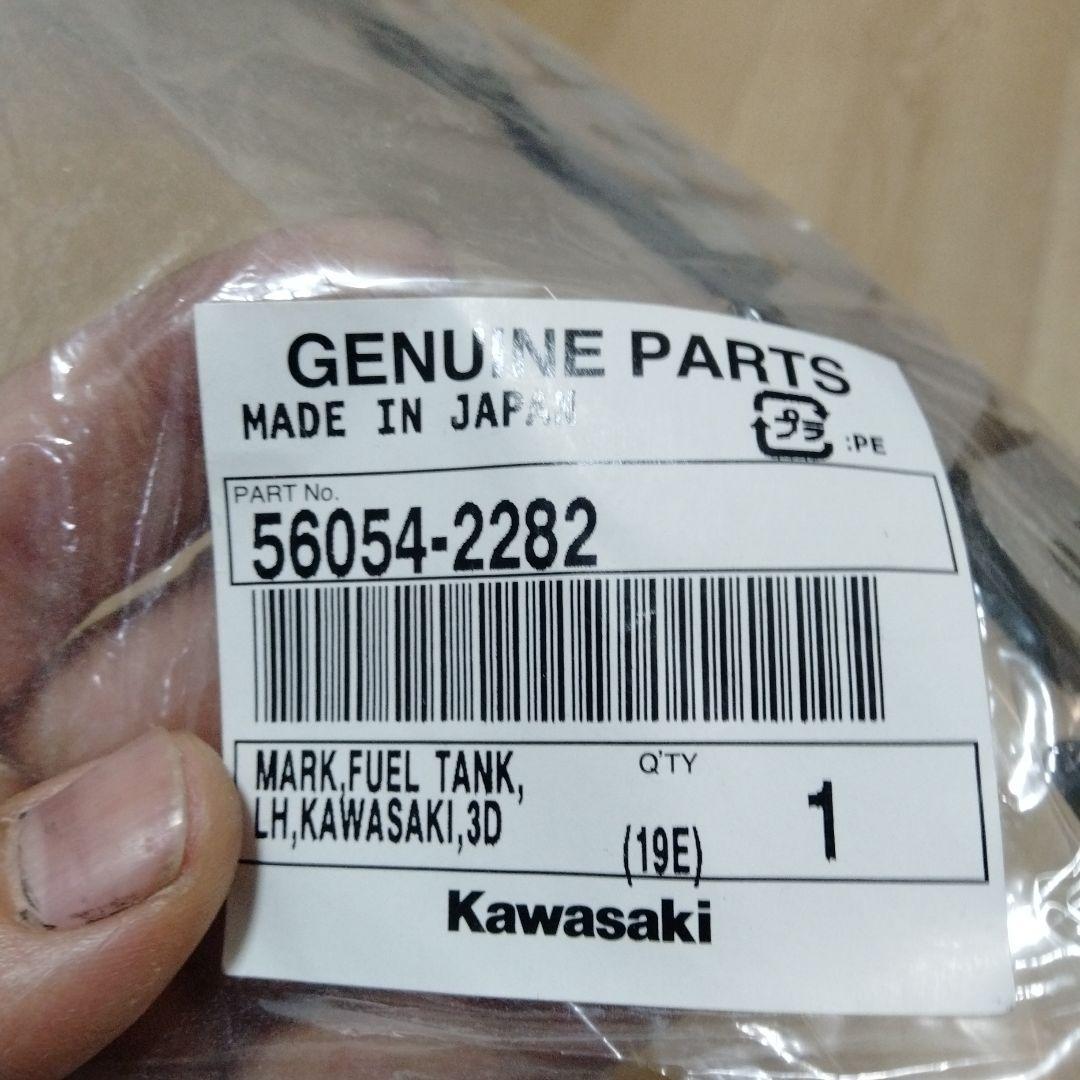 GENUINE PARTS
MADE IN JAPAN
プラ :PE
PART No.
56054-2282
MARK,FUEL TANK,
LH,KAWASAKI,3D
Q'TY
(19E)
1
Kawasaki